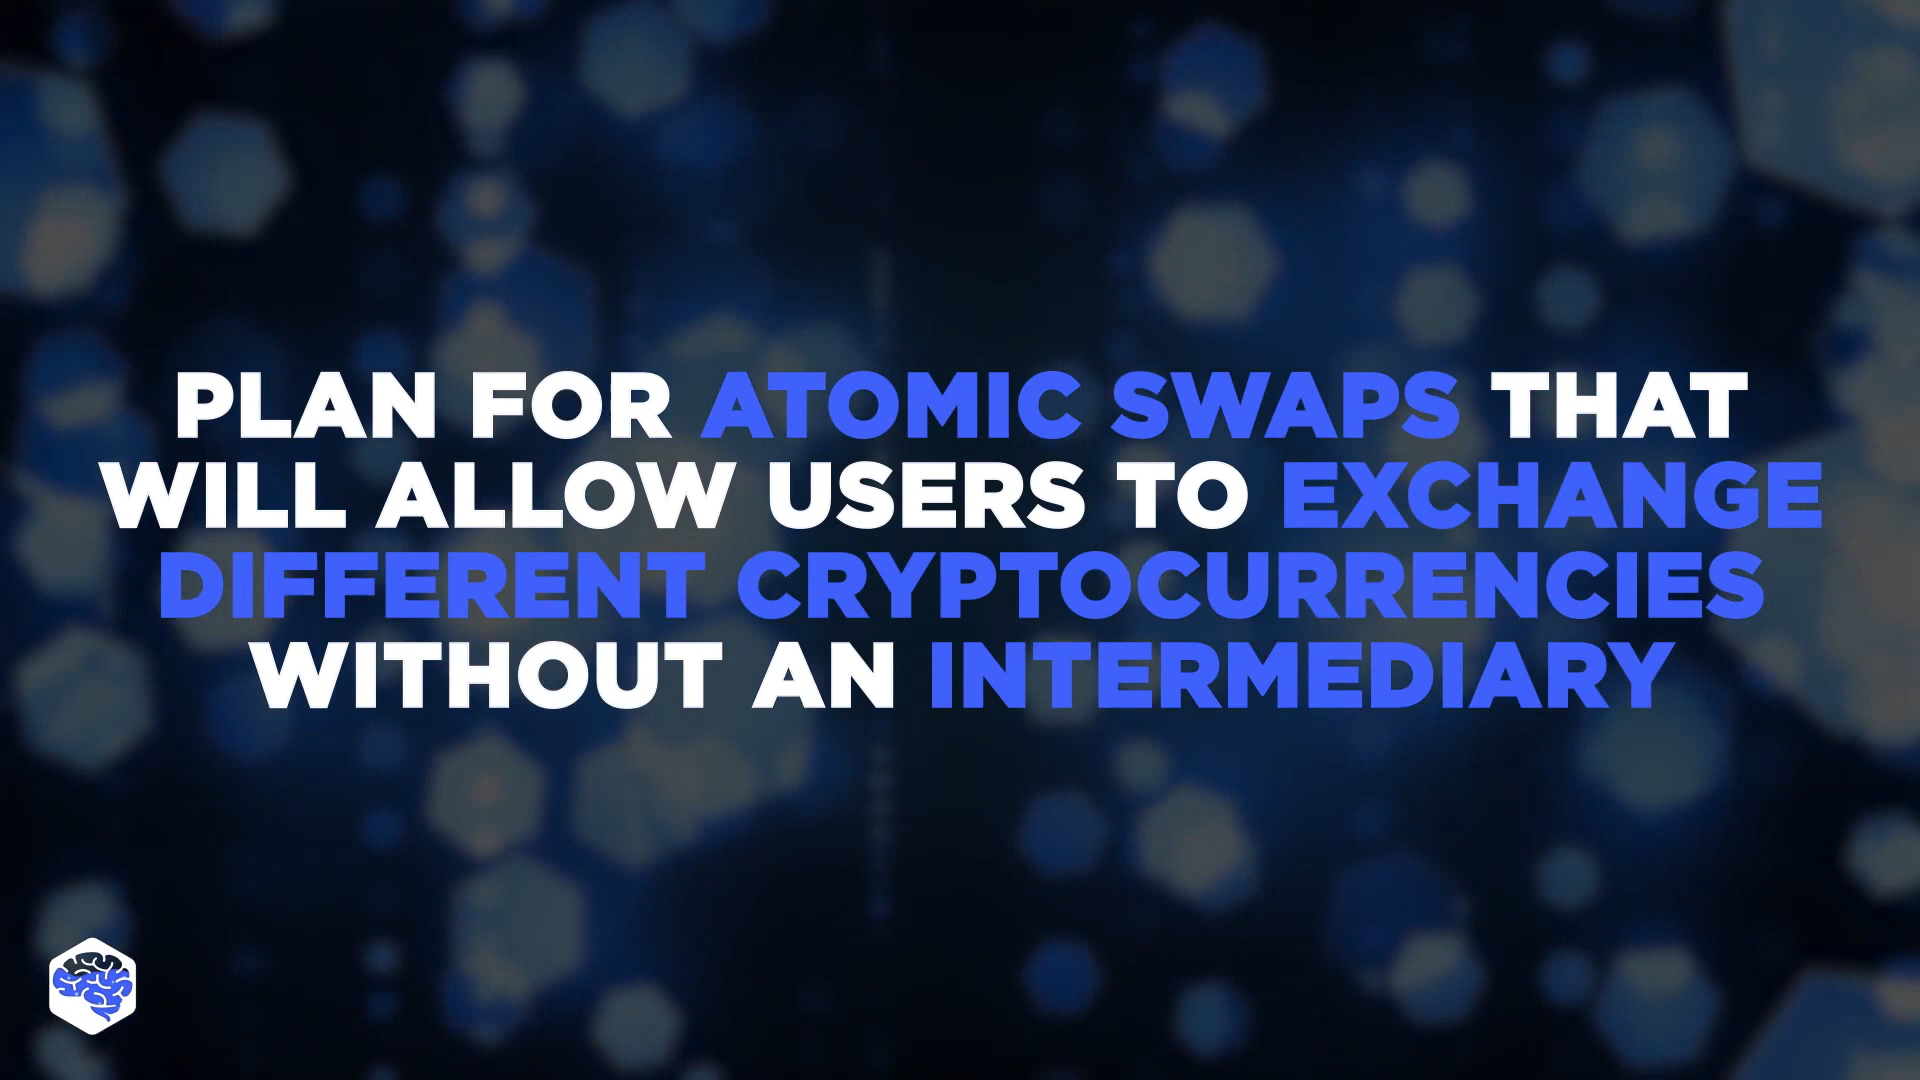 PLAN FOR ATOMIC SWAPS THAT
WILL ALLOW USERS TO EXCHANGE
DIFFERENT CRYPTOCURRENCIES
WITHOUT AN INTERMEDIARY